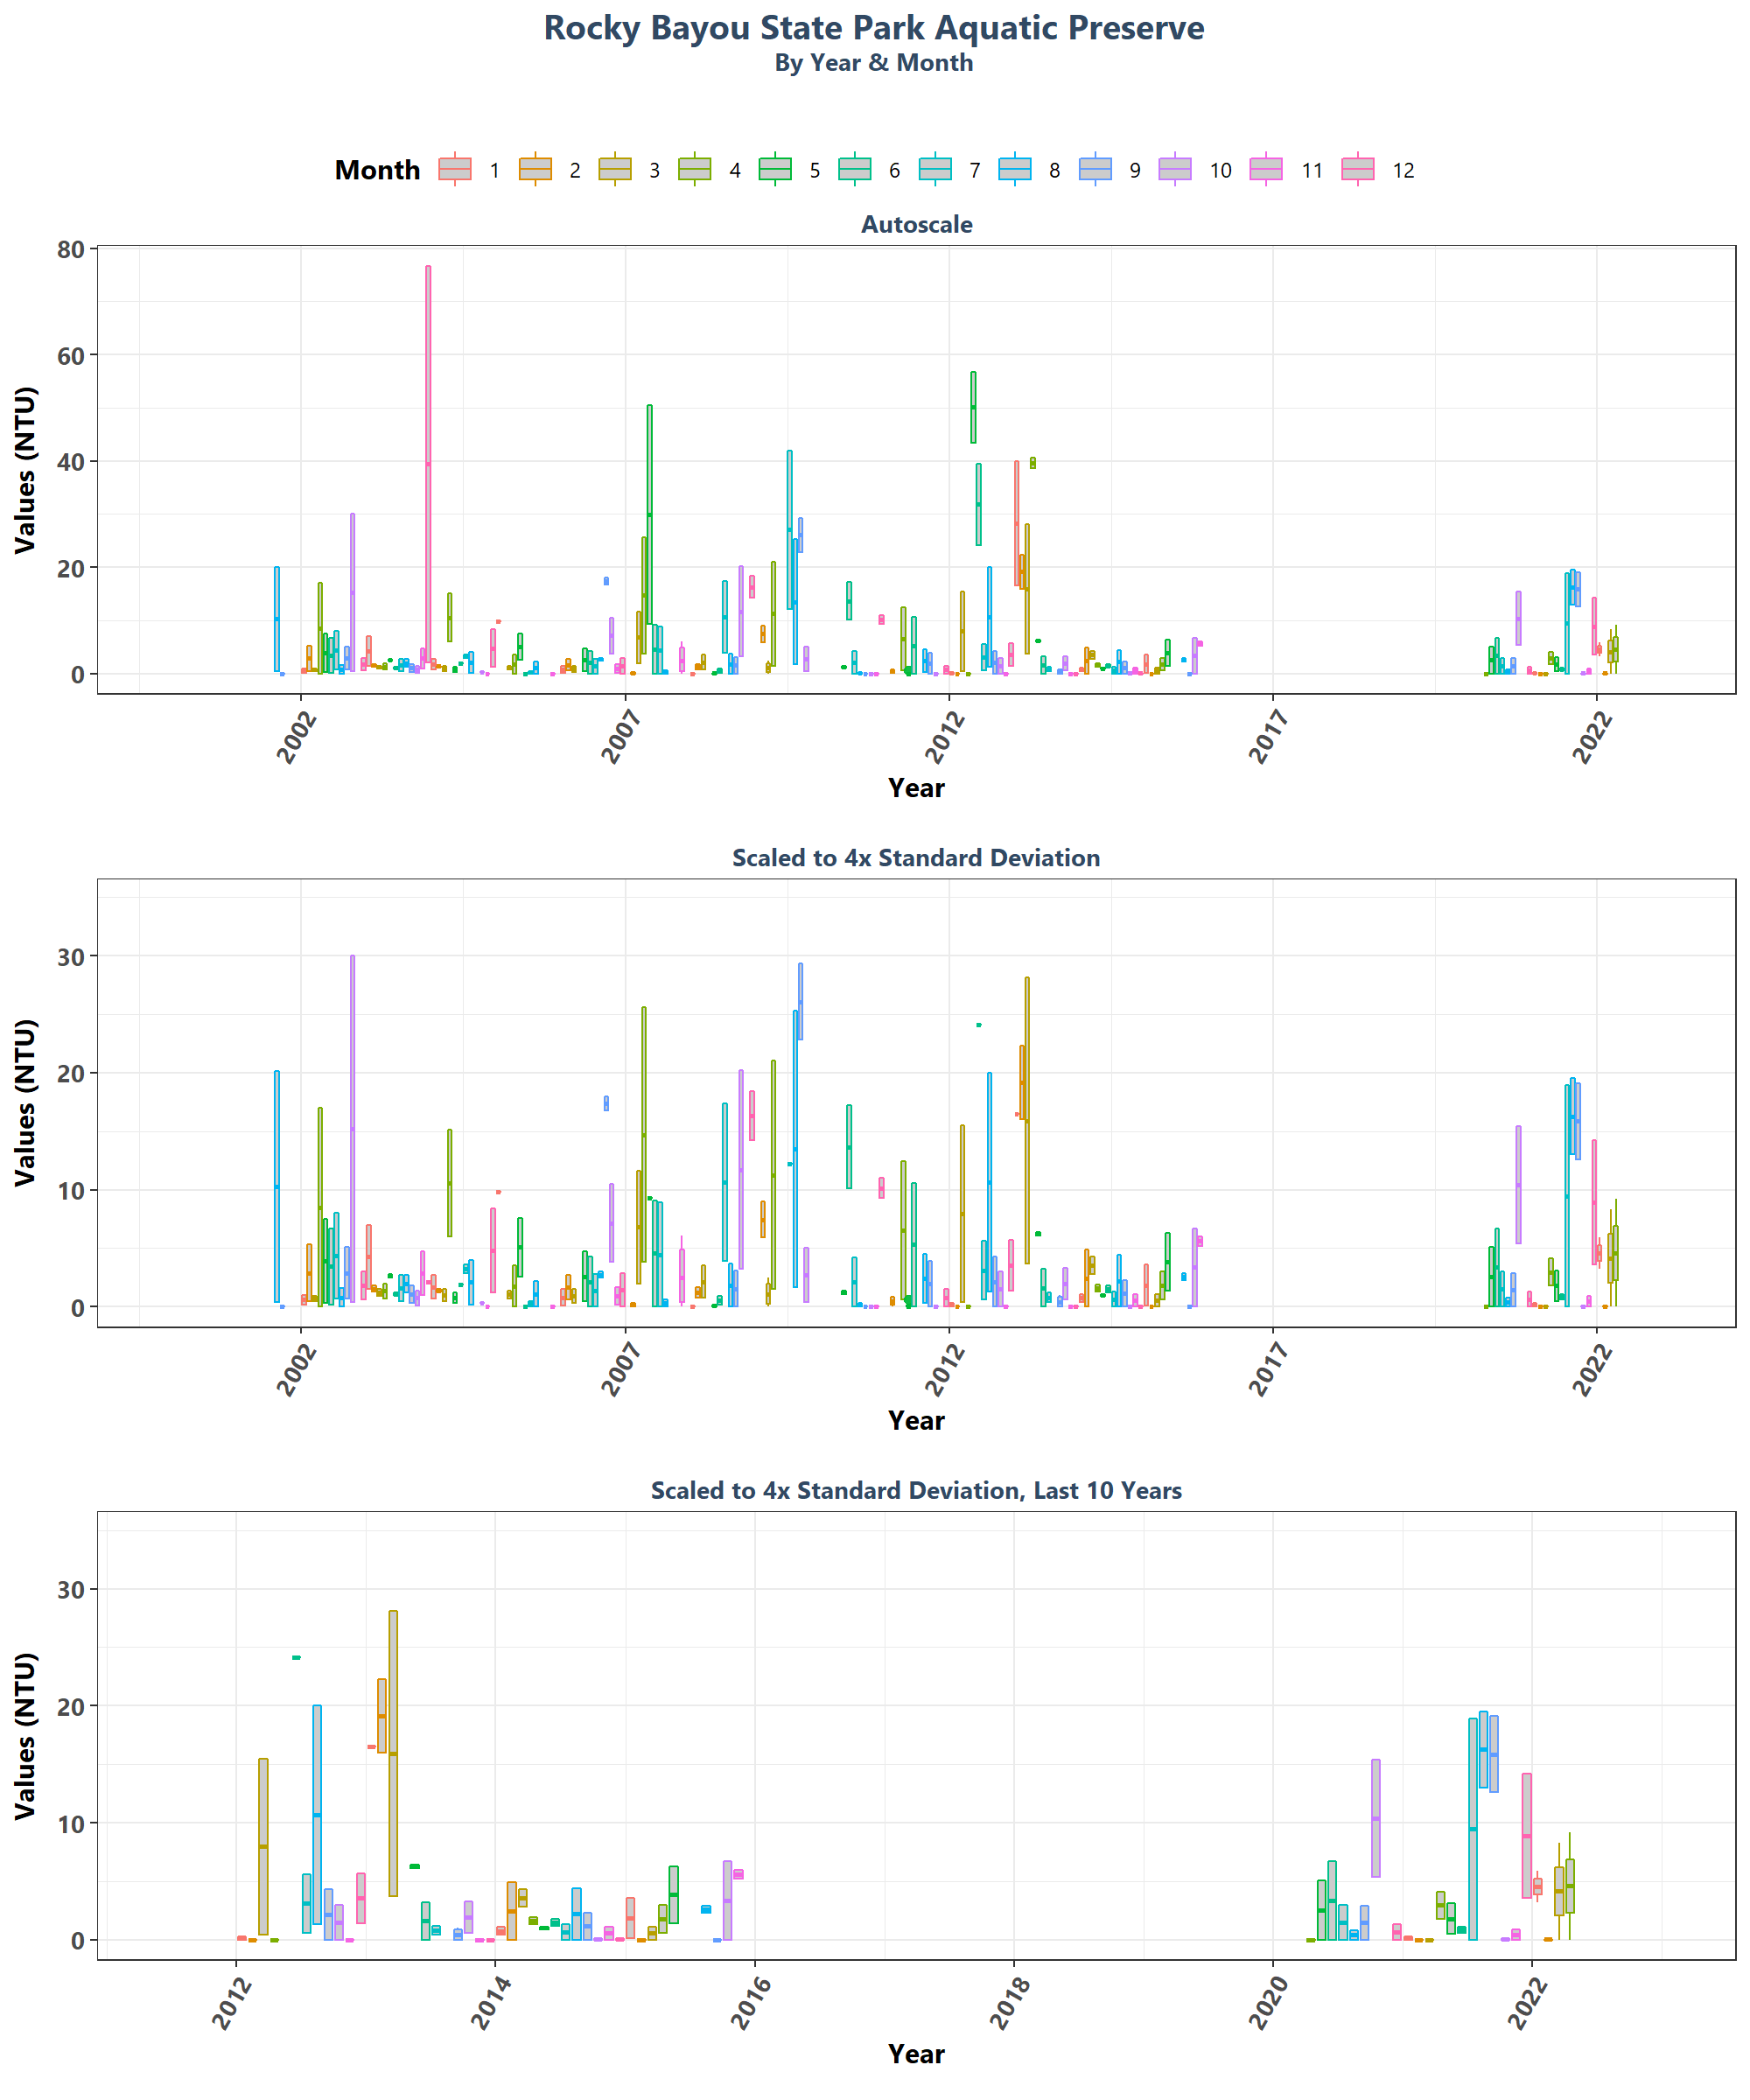 Rocky Bayou State Park Aquatic Preserve
By Year & Month
Month 1 2 3 4 5 6 7 8 9 10 11 12
Autoscale
Values (NTU)
80
60
40
20
0
2002 2007 2012 2017 2022
Year
Scaled to 4x Standard Deviation
Values (NTU)
30
20
10
0
2002 2007 2012 2017 2022
Year
Scaled to 4x Standard Deviation, Last 10 Years
Values (NTU)
30
20
10
0
2012 2014 2016 2018 2020 2022
Year